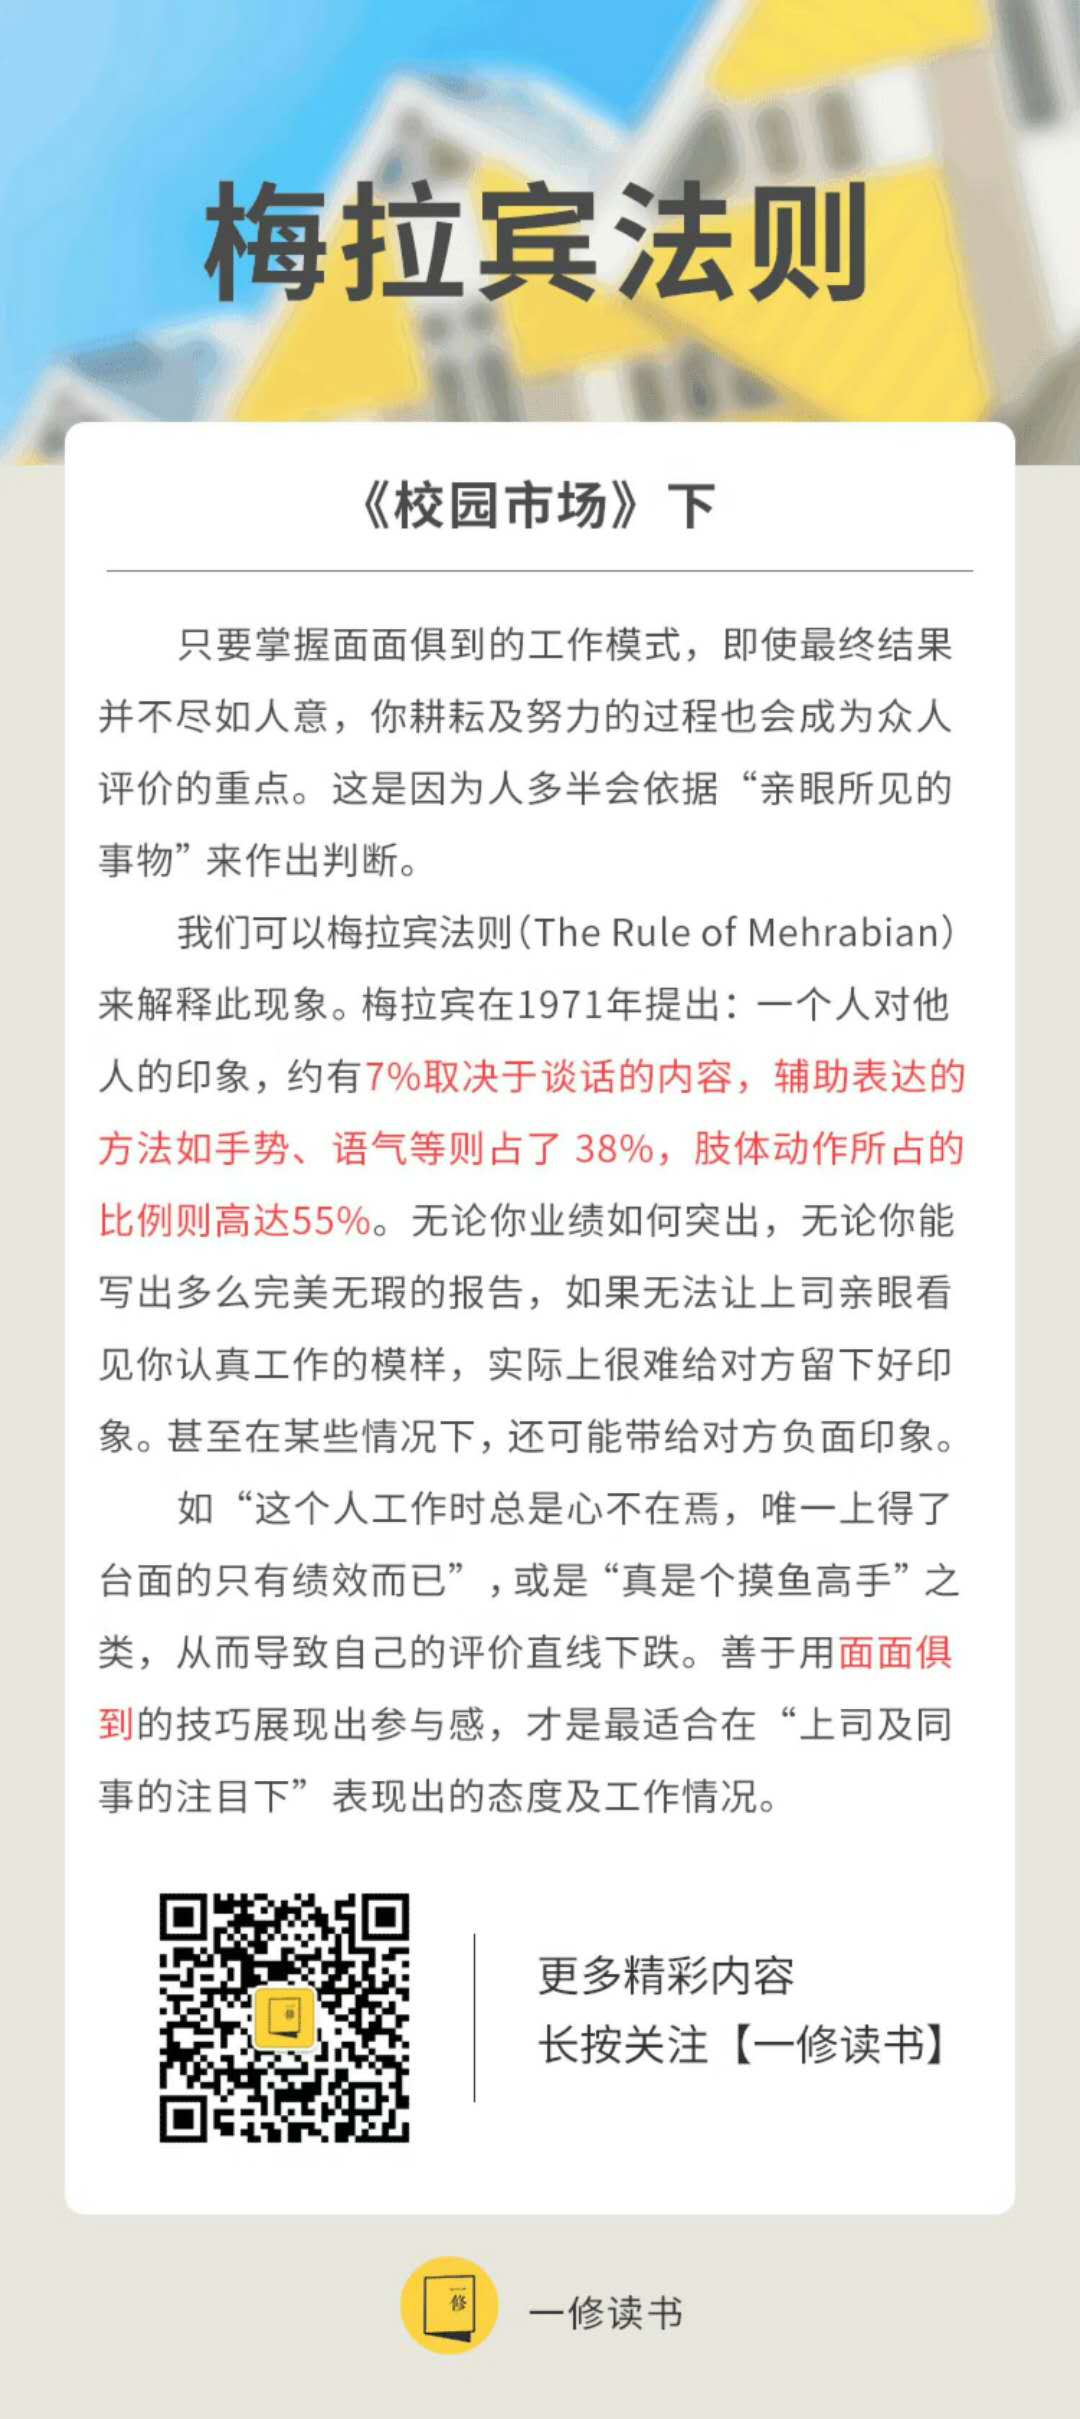 梅拉宾法则
《校园市场》下
只要掌握面面俱到的工作模式，即使最终结果
并不尽如人意，你耕耘及努力的过程也会成为众人
评价的重点。这是因为人多半会依据“亲眼所见的
事物”来作出判断。
我们可以梅拉宾法则（The Rule of Mehrabian）
来解释此现象。梅拉宾在1971年提出：一个人对他
人的印象，约有7%取决于谈话的内容，辅助表达的
方法如手势、语气等则占了 38%，肢体动作所占的
比例则高达55%。无论你业绩如何突出，无论你能
写出多么完美无瑕的报告，如果无法让上司亲眼看
见你认真工作的模样，实际上很难给对方留下好印
象。甚至在某些情况下，还可能带给对方负面印象。
如“这个人工作时总是心不在焉，唯一上得了
台面的只有绩效而已”，或是“真是个摸鱼高手”之
类，从而导致自己的评价直线下跌。善于用面面俱
到的技巧展现出参与感，才是最适合在“上司及同
事的注目下”表现出的态度及工作情况。
一修
更多精彩内容
长按关注【一修读书】
一修
一修读书